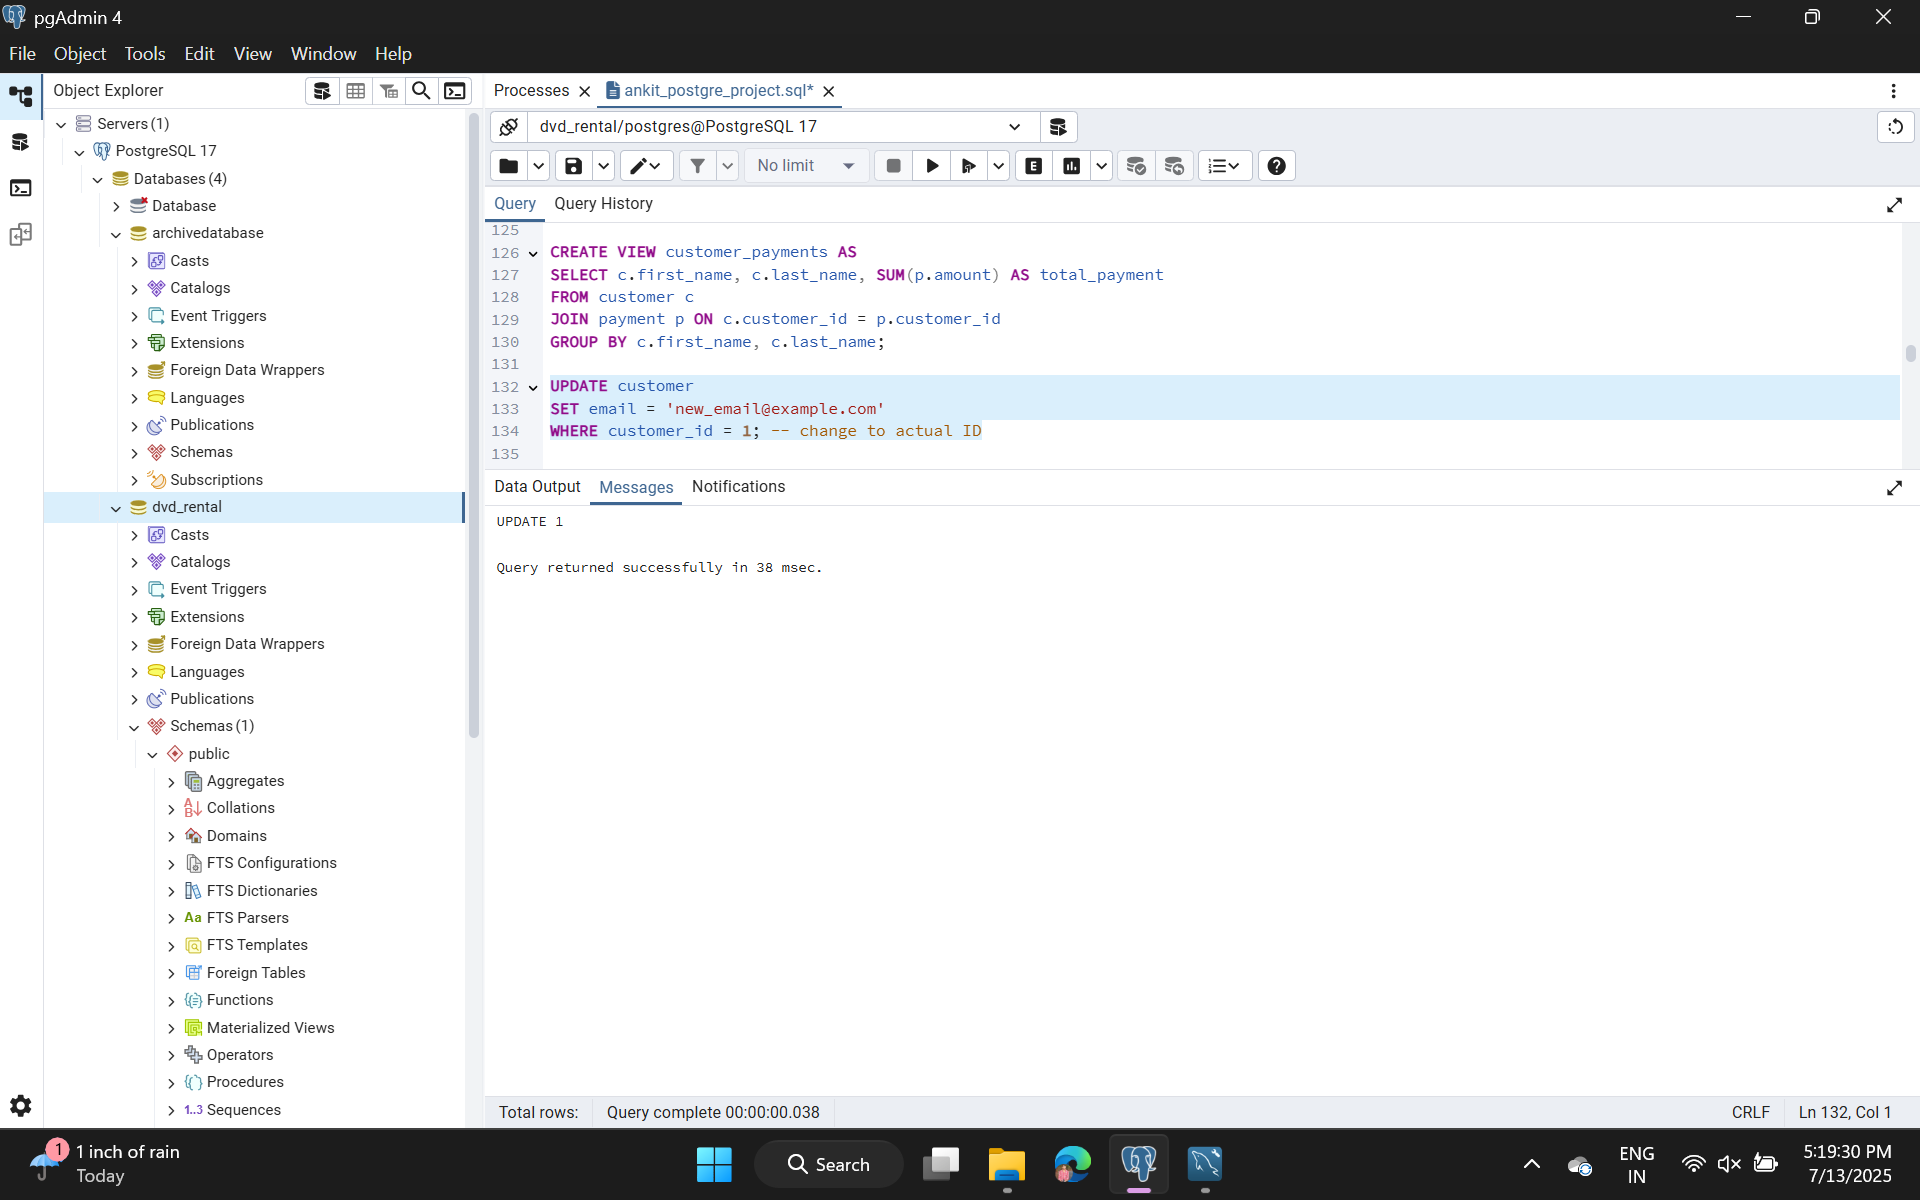 pgAdmin 4
File Object Tools Edit View Window Help
Object Explorer
Servers (1)
PostgreSQL 17
Databases (4)
Database
archivedatabase
Casts
Catalogs
Event Triggers
Extensions
Foreign Data Wrappers
Languages
Publications
Schemas
Subscriptions
dvd_rental
Casts
Catalogs
Event Triggers
Extensions
Foreign Data Wrappers
Languages
Publications
Schemas (1)
public
Aggregates
Collations
Domains
FTS Configurations
FTS Dictionaries
Aa FTS Parsers
FTS Templates
Foreign Tables
Functions
Materialized Views
Operators
Procedures
1..3 Sequences
Processes ankit_postgre_project.sql*
dvd_rental/postgres@PostgreSQL 17
No limit
E
Query Query History
125
126 CREATE VIEW customer_payments AS
127 SELECT c.first_name, c.last_name, SUM(p.amount) AS total_payment
128 FROM customer c
129 JOIN payment p ON c.customer_id = p.customer_id
130 GROUP BY c.first_name, c.last_name;
131
132 UPDATE customer
133 SET email = 'new_email@example.com'
134 WHERE customer_id = 1; -- change to actual ID
135
Data Output Messages Notifications
UPDATE 1
Query returned successfully in 38 msec.
Total rows: Query complete 00:00:00.038 CRLF Ln 132, Col 1
1 1 inch of rain
Today
Search
ENG
IN
5:19:30 PM
7/13/2025